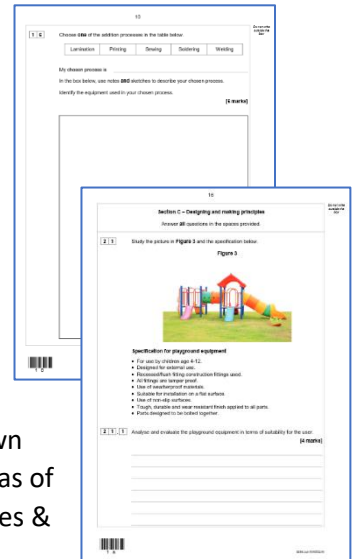 10
Do not write outside the box
1 5 Choose one of the addition processes in the table below.
Lamination Printing Sewing Soldering Welding
My chosen process is
In the box below, use notes AND sketches to describe your chosen process.
Identify the equipment used in your chosen process.
[6 marks]
16
Do not write outside the box
Section C – Designing and making principles
Answer all questions in the spaces provided
2 1 Study the picture in Figure 3 and the specification below.
Figure 3
Specification for playground equipment
• For use by children age 4-12.
• Designed for external use.
• Recessed/flush fitting construction fittings used.
• All fittings are tamper proof.
• Use of weatherproof materials.
• Suitable for installation on a flat surface.
• Use of non-slip surfaces.
• Tough, durable and wear resistant finish applied to all parts.
• Parts designed to be bolted together.
2 1 . 1 Analyse and evaluate the playground equipment in terms of suitability for the user.
[4 marks]
wn
as of
es &